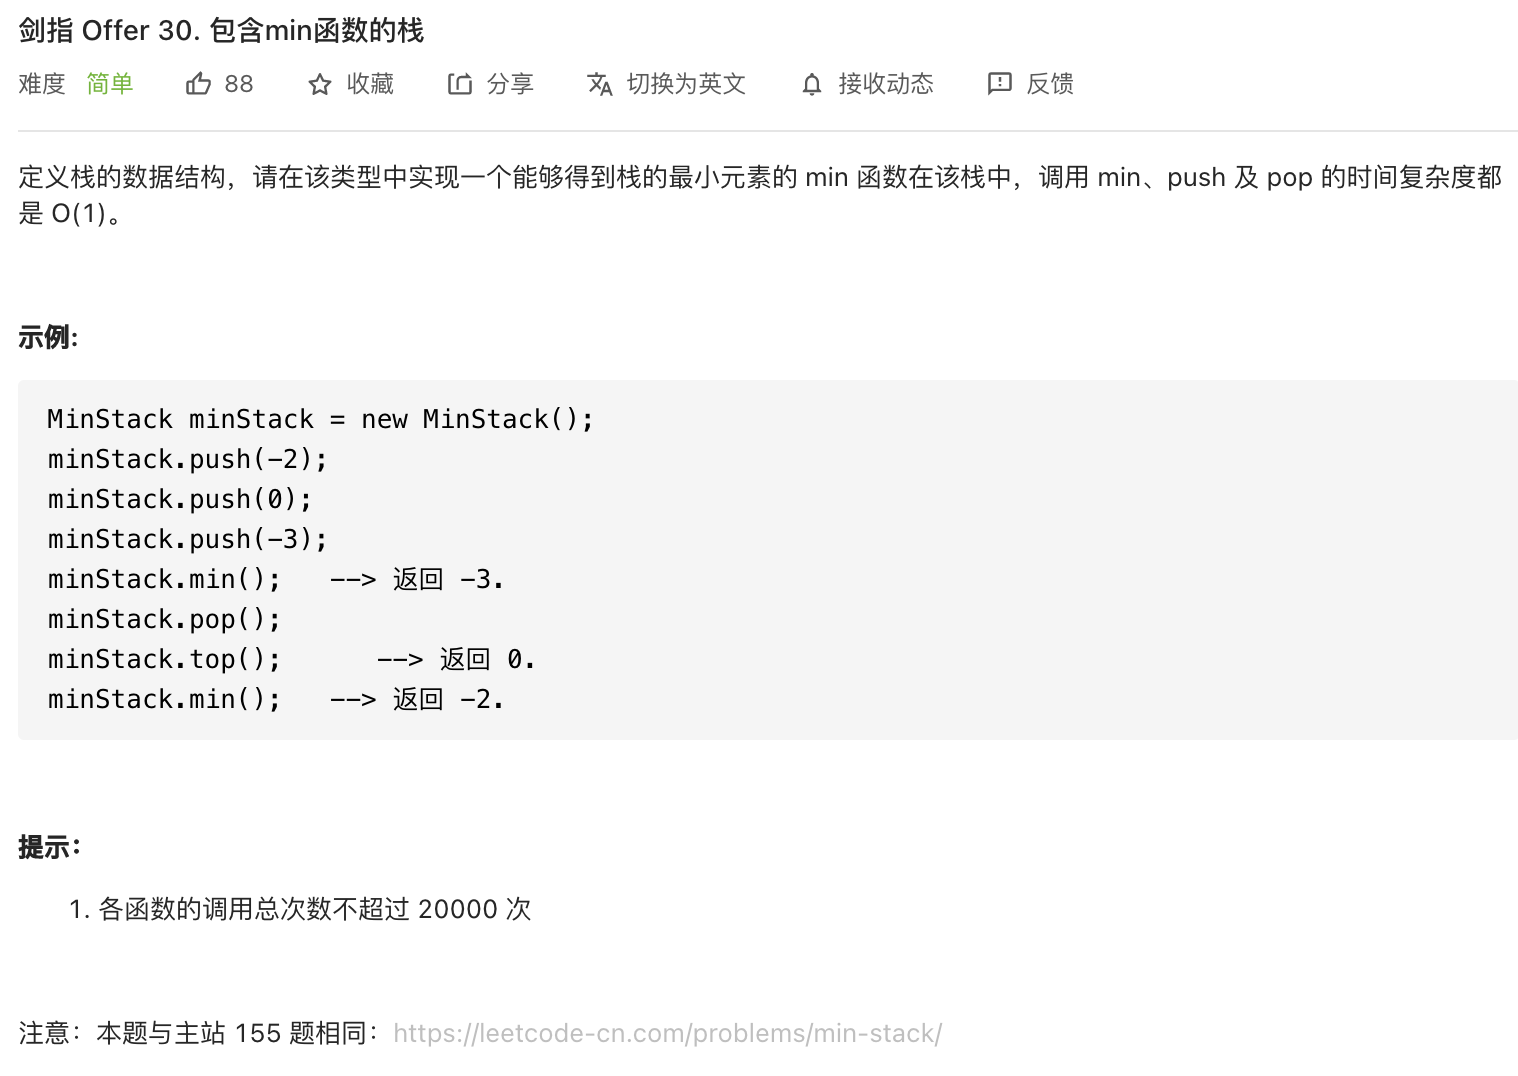 剑指 Offer 30. 包含min函数的栈
难度 简单 88 收藏 分享 切换为英文 接收动态 反馈
定义栈的数据结构，请在该类型中实现一个能够得到栈的最小元素的 min 函数在该栈中，调用 min、push 及 pop 的时间复杂度都
是 O(1)。
示例:
MinStack minStack = new MinStack();
minStack.push(-2);
minStack.push(0);
minStack.push(-3);
minStack.min();   --> 返回 -3.
minStack.pop();
minStack.top();      --> 返回 0.
minStack.min();   --> 返回 -2.
提示：
1. 各函数的调用总次数不超过 20000 次
注意：本题与主站 155 题相同：https://leetcode-cn.com/problems/min-stack/